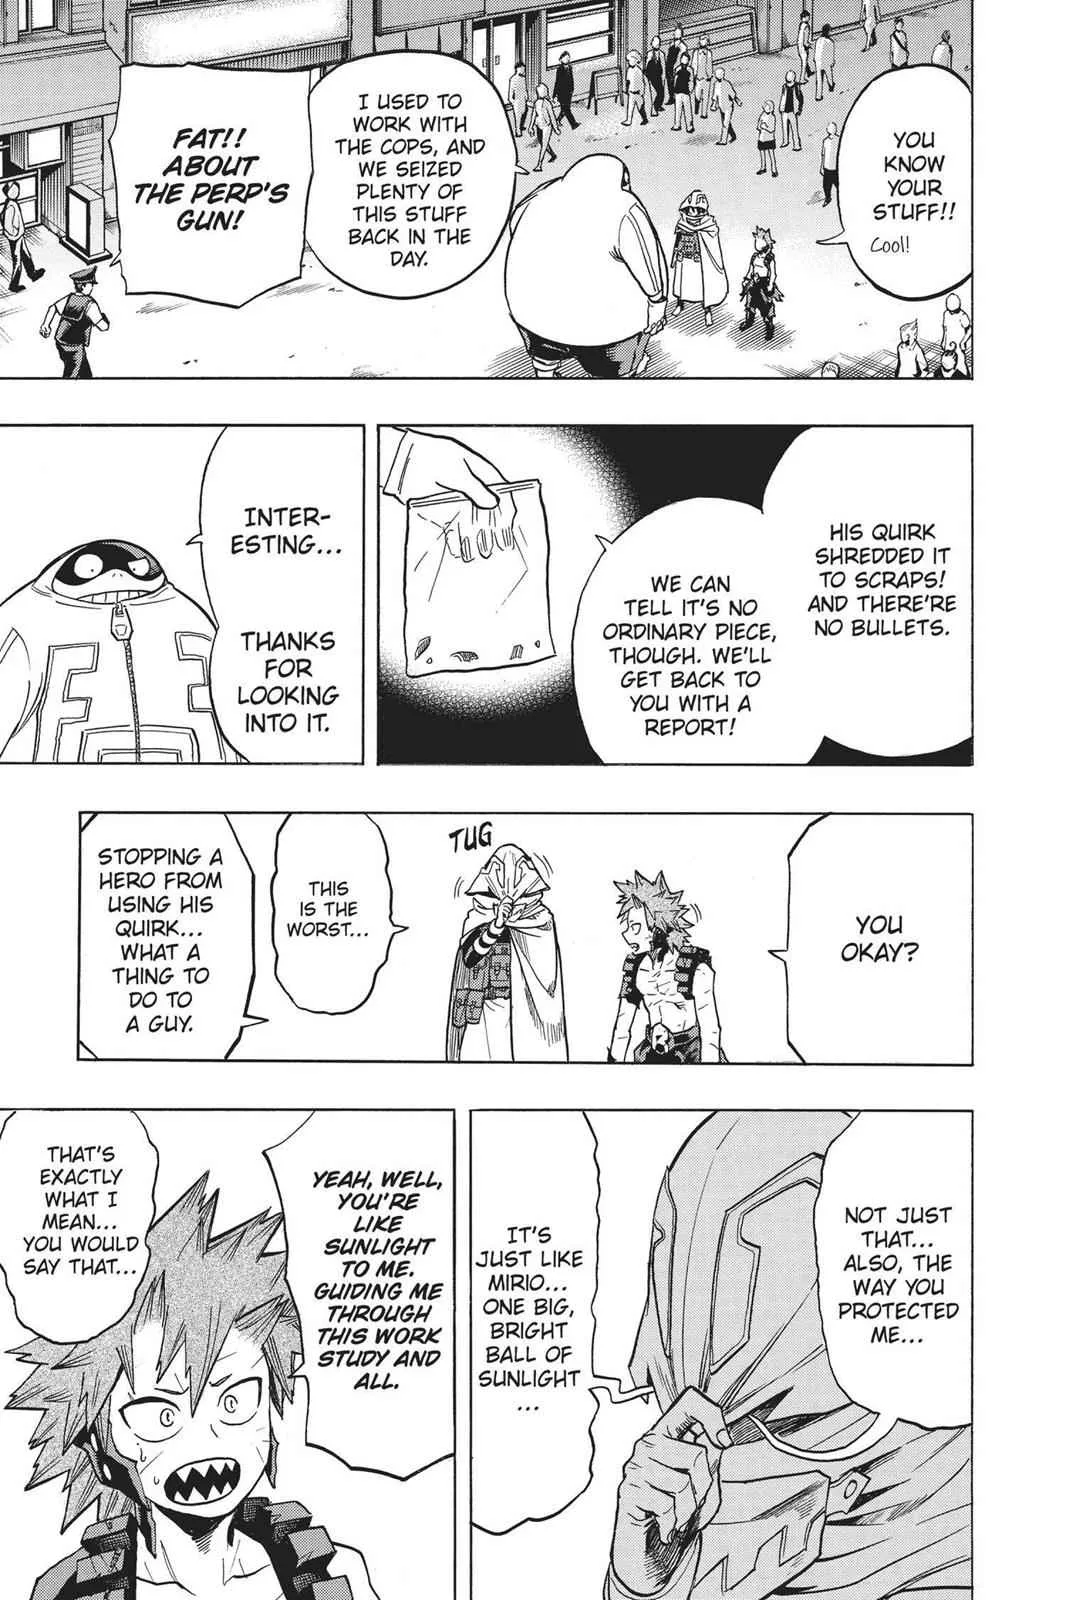 YOU
KNOW
YOUR
STUFF!!
Cool!
I USED TO
WORK WITH
THE COPS, AND
WE SEIZED
PLENTY OF
THIS STUFF
BACK IN THE
DAY.
FAT!!
ABOUT
THE PERP'S
GUN!
HIS QUIRK
SHREDDED IT
TO SCRAPS!
AND THERE'RE
NO BULLETS.
WE CAN
TELL IT'S NO
ORDINARY PIECE,
THOUGH. WE'LL
GET BACK TO
YOU WITH A
REPORT!
INTER-
ESTING...
THANKS
FOR
LOOKING
INTO IT.
YOU
OKAY?
TUG
THIS
IS THE
WORST...
STOPPING A
HERO FROM
USING HIS
QUIRK...
WHAT A
THING TO
DO TO
A GUY.
NOT JUST
THAT...
ALSO, THE
WAY YOU
PROTECTED
ME...
IT'S
JUST LIKE
MIRIO...
ONE BIG,
BRIGHT
BALL OF
SUNLIGHT
...
YEAH, WELL,
YOU'RE
LIKE
SUNLIGHT
TO ME.
GUIDING ME
THROUGH
THIS WORK
STUDY AND
ALL.
THAT'S
EXACTLY
WHAT I
MEAN...
YOU WOULD
SAY THAT...